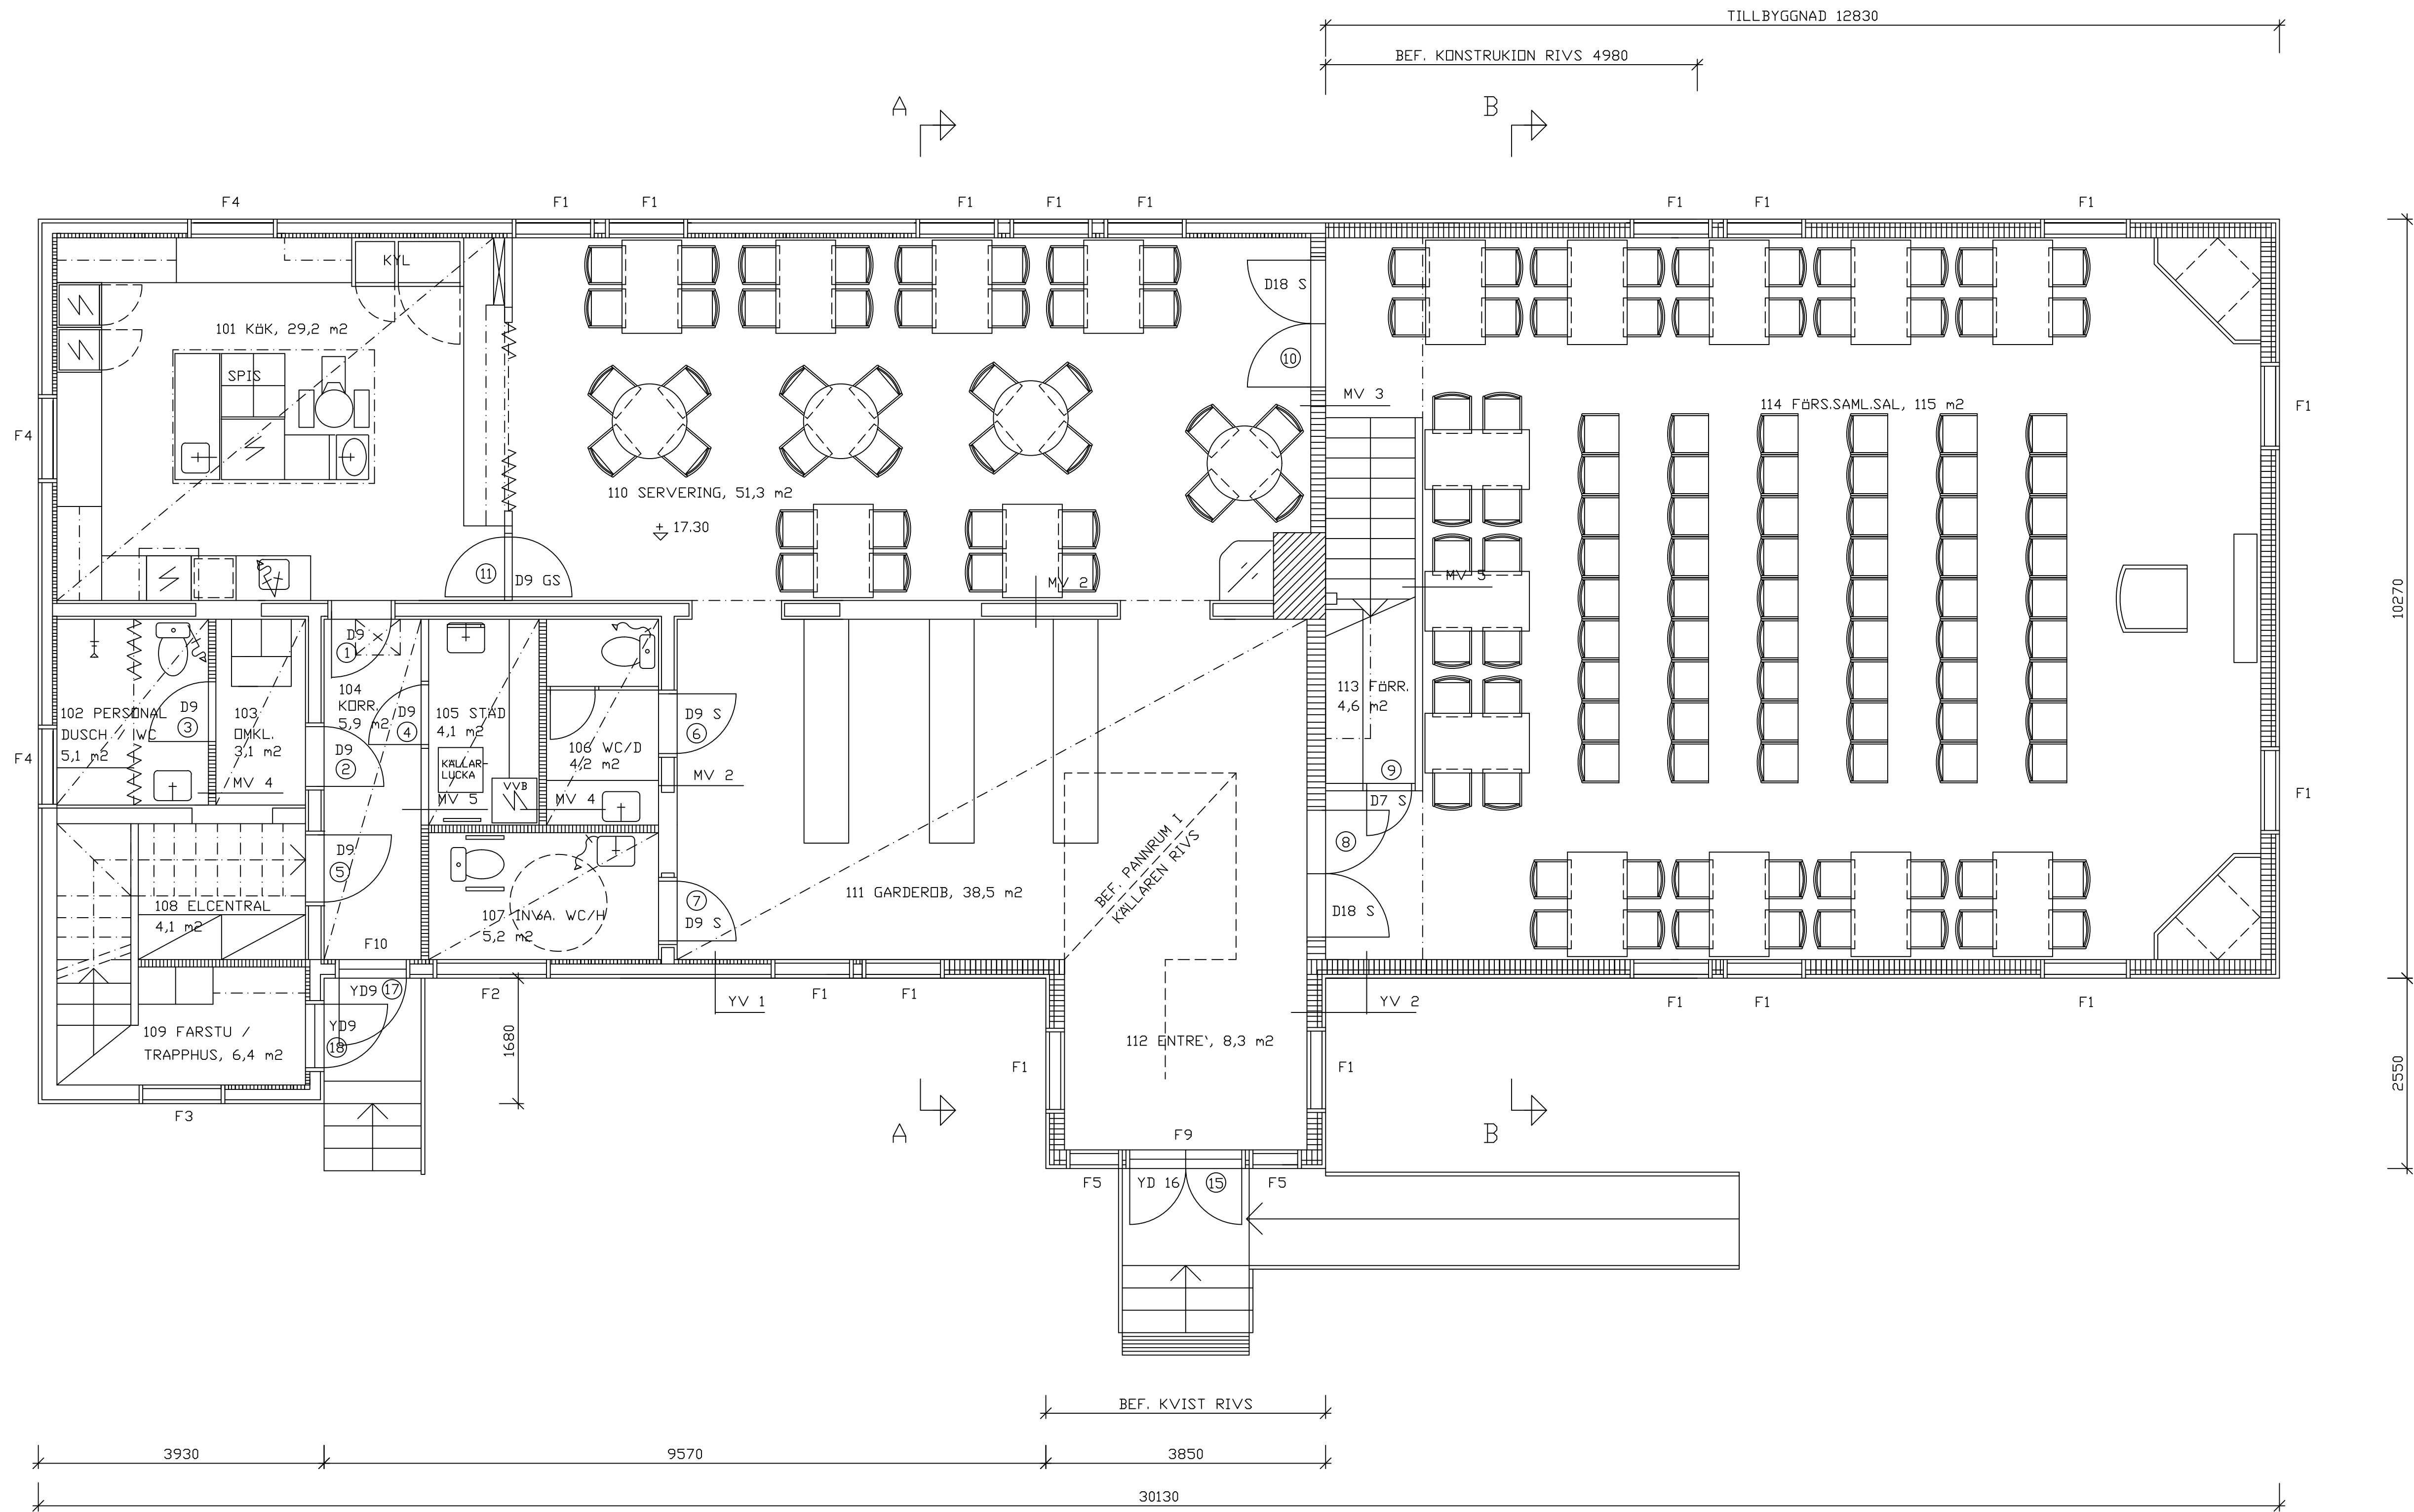 TILLBYGGNAD 12830
BEF. KONSTRUKION RIVS 4980
A
B
F4
F1
F1
F1
F1
F1
F1
F1
F1
KYL
D18 S
101 KÖK, 29,2 m2
10
SPIS
MV 3
114 FÖRS.SAML.SAL, 115 m2
F1
F4
110 SERVERING, 51,3 m2
+ 17.30
11
D9 GS
MV 2
MV 5
10270
D9
1
104
KORR.
5,9 m2
113 FÖRR.
4,6 m2
102 PERSONAL
DUSCH / WC
5,1 m2
D9
3
103
OMKL.
3,1 m2
D9
4
105 STÄD
4,1 m2
D9 S
6
D9
2
106 WC/D
4,2 m2
F4
KÄLLAR-
LUCKA
VVB
MV 2
MV 4
MV 5
MV 4
9
D7 S
F1
BEF. PANNRUM I
KÄLLAREN RIVS
8
D9
5
111 GARDEROB, 38,5 m2
7
D9 S
D18 S
108 ELCENTRAL
4,1 m2
107 INVA. WC/H
5,2 m2
F10
YD9
17
F2
YV 1
F1
F1
YV 2
F1
F1
F1
109 FARSTU /
TRAPPHUS, 6,4 m2
YD9
18
1680
112 ENTRE`, 8,3 m2
F1
F1
2550
F3
A
B
F9
F5
YD 16
15
F5
BEF. KVIST RIVS
3930
9570
3850
30130